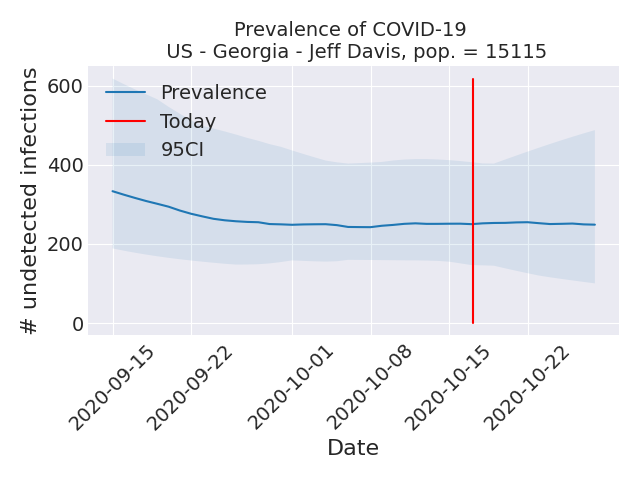 Prevalence of COVID-19
US - Georgia - Jeff Davis, pop. = 15115
# undetected infections
600
400
200
0
Prevalence
Today
95CI
2020-09-15
2020-09-22
2020-10-01
2020-10-08
2020-10-15
2020-10-22
Date